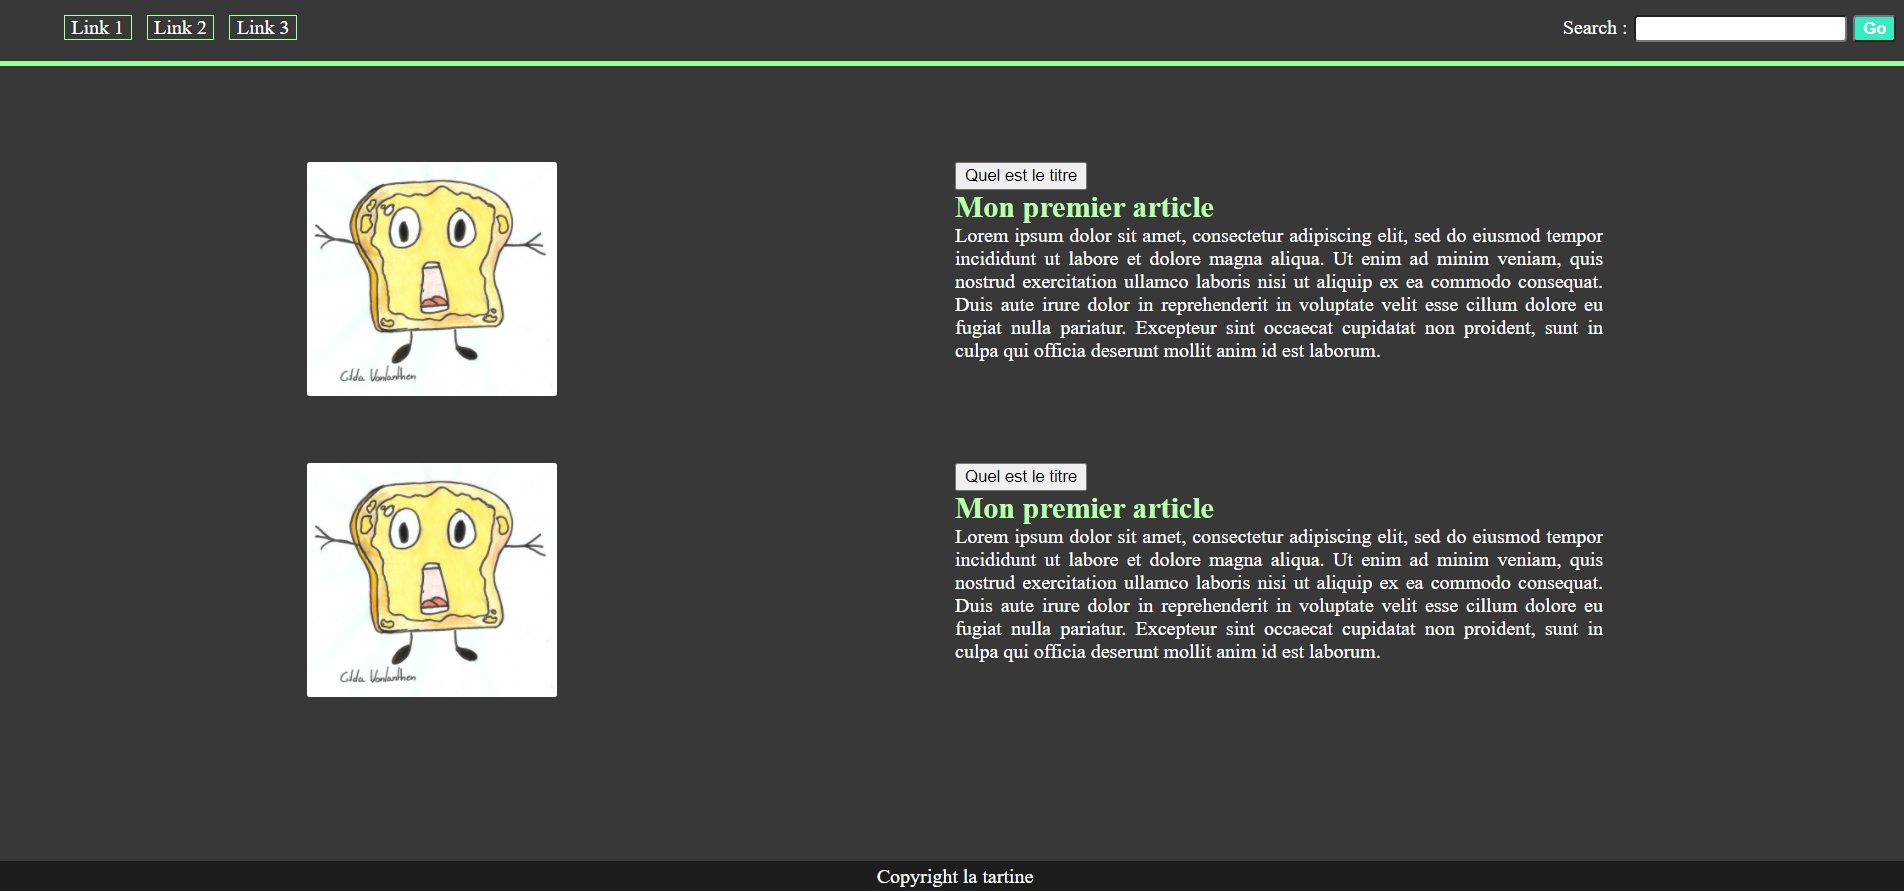 Link 1 Link 2 Link 3 Search : Go
Quel est le titre
Mon premier article
Lorem ipsum dolor sit amet, consectetur adipiscing elit, sed do eiusmod tempor
incididunt ut labore et dolore magna aliqua. Ut enim ad minim veniam, quis
nostrud exercitation ullamco laboris nisi ut aliquip ex ea commodo consequat.
Duis aute irure dolor in reprehenderit in voluptate velit esse cillum dolore eu
fugiat nulla pariatur. Excepteur sint occaecat cupidatat non proident, sunt in
culpa qui officia deserunt mollit anim id est laborum.
Gilda Vonlanthen
Quel est le titre
Mon premier article
Lorem ipsum dolor sit amet, consectetur adipiscing elit, sed do eiusmod tempor
incididunt ut labore et dolore magna aliqua. Ut enim ad minim veniam, quis
nostrud exercitation ullamco laboris nisi ut aliquip ex ea commodo consequat.
Duis aute irure dolor in reprehenderit in voluptate velit esse cillum dolore eu
fugiat nulla pariatur. Excepteur sint occaecat cupidatat non proident, sunt in
culpa qui officia deserunt mollit anim id est laborum.
Gilda Vonlanthen
Copyright la tartine